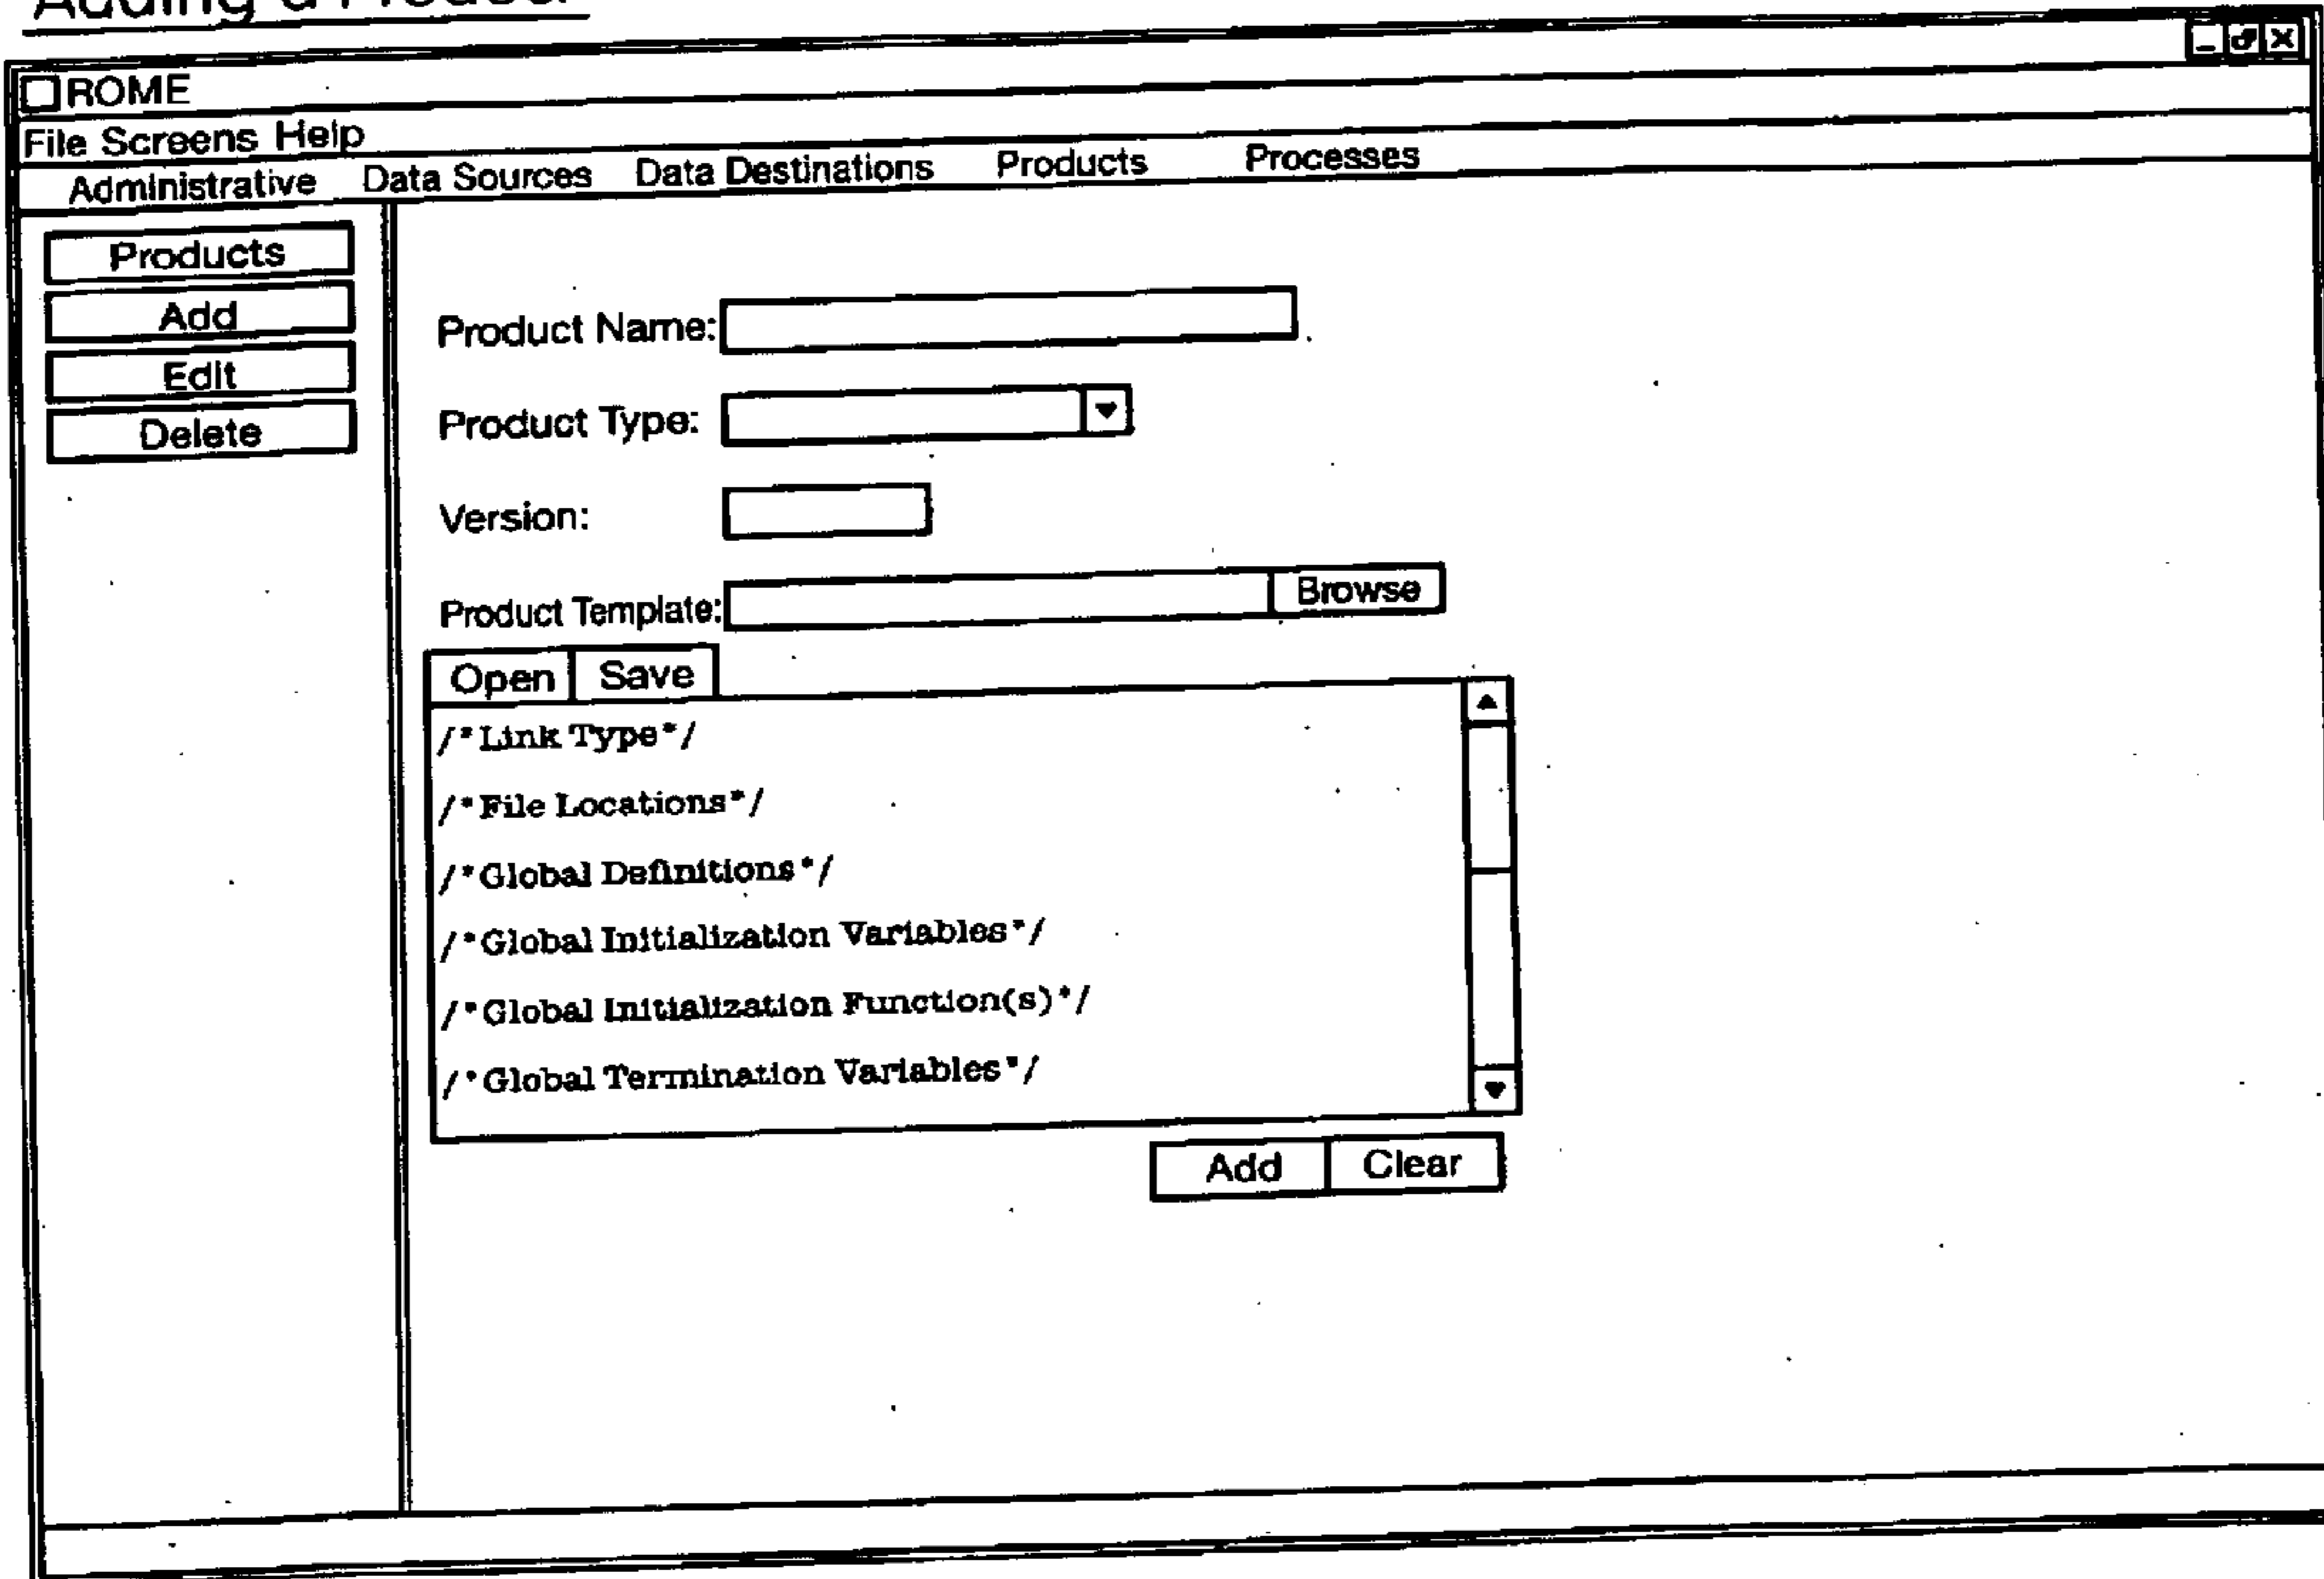 Adding a Product
ROME
File Screens Help
Administrative Data Sources Data Destinations Products Processes
Products
Add
Edit
Delete
Product Name:
Product Type:
Version:
Product Template: Browse
Open Save
/*Link Type*/
/*File Locations*/
/*Global Definitions*/
/*Global Initialization Variables*/
/*Global Initialization Function(s)*/
/*Global Termination Variables*/
Add Clear